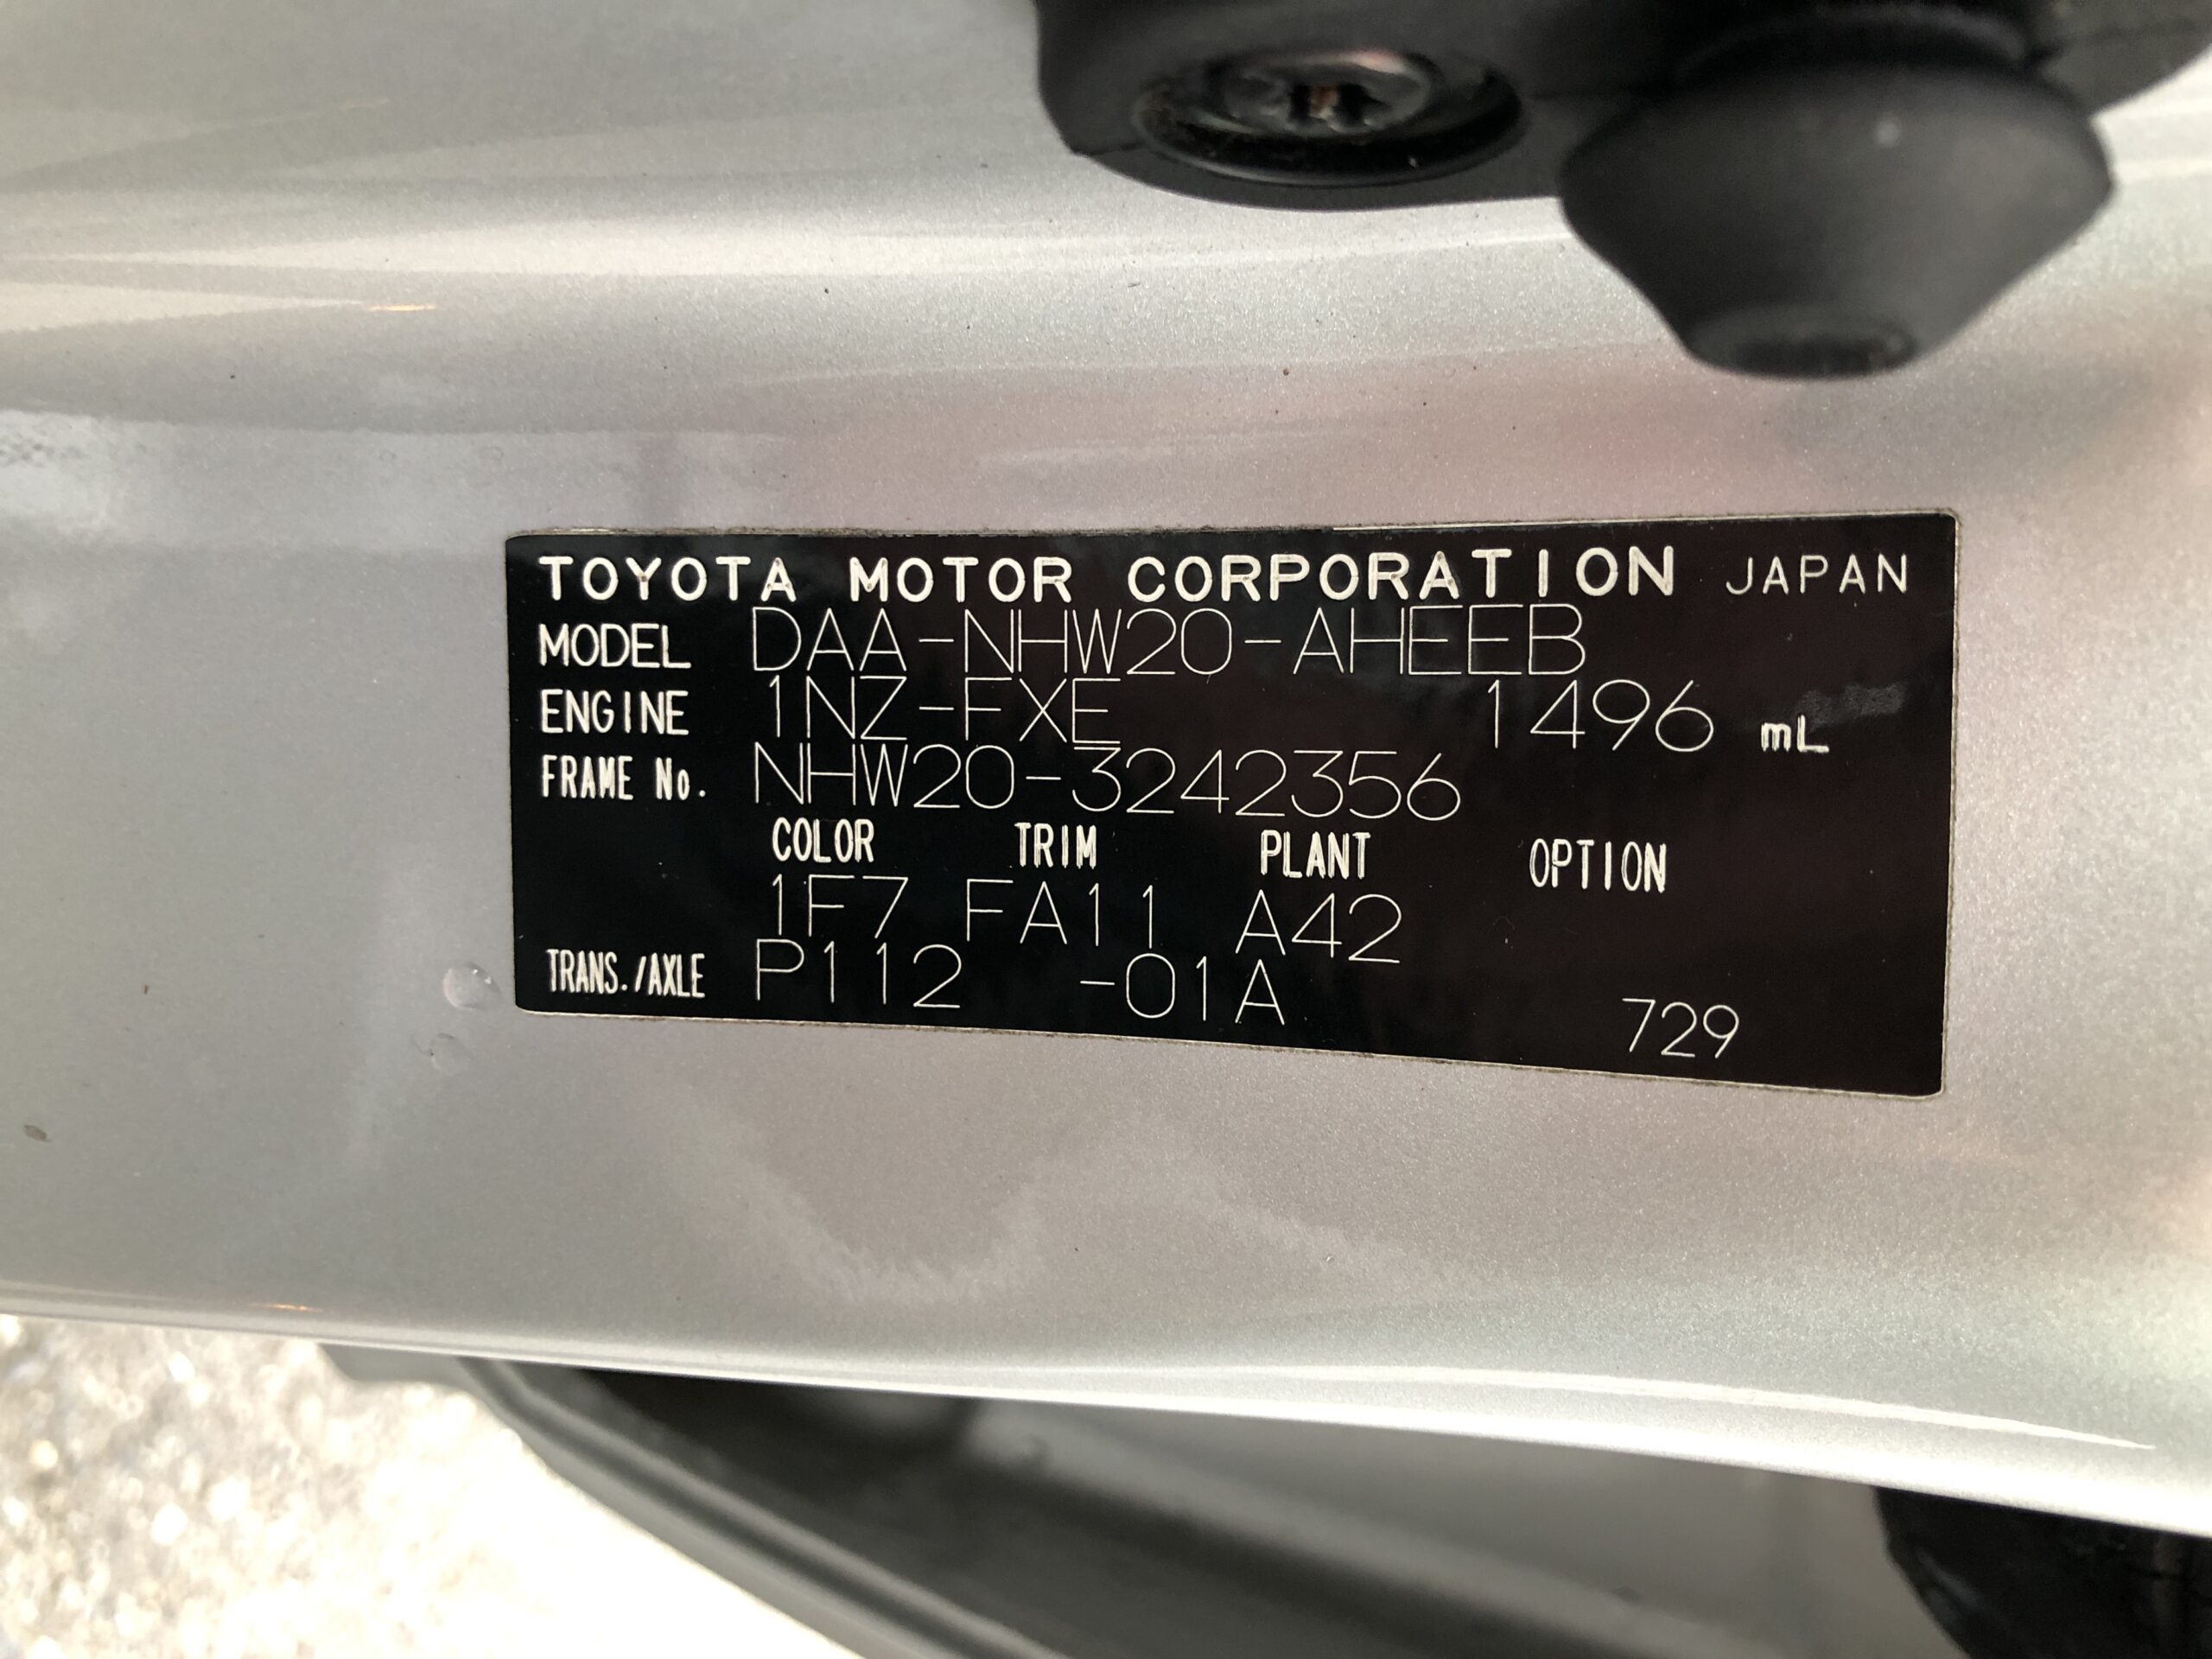 TOYOTA MOTOR CORPORATION JAPAN
MODEL DAA-NHW20-AHEEB
ENGINE 1NZ-FXE 1496 mL
FRAME No. NHW20-3242356
COLOR TRIM PLANT OPTION
1F7 FA11 A42
TRANS./AXLE P112 -01A
729